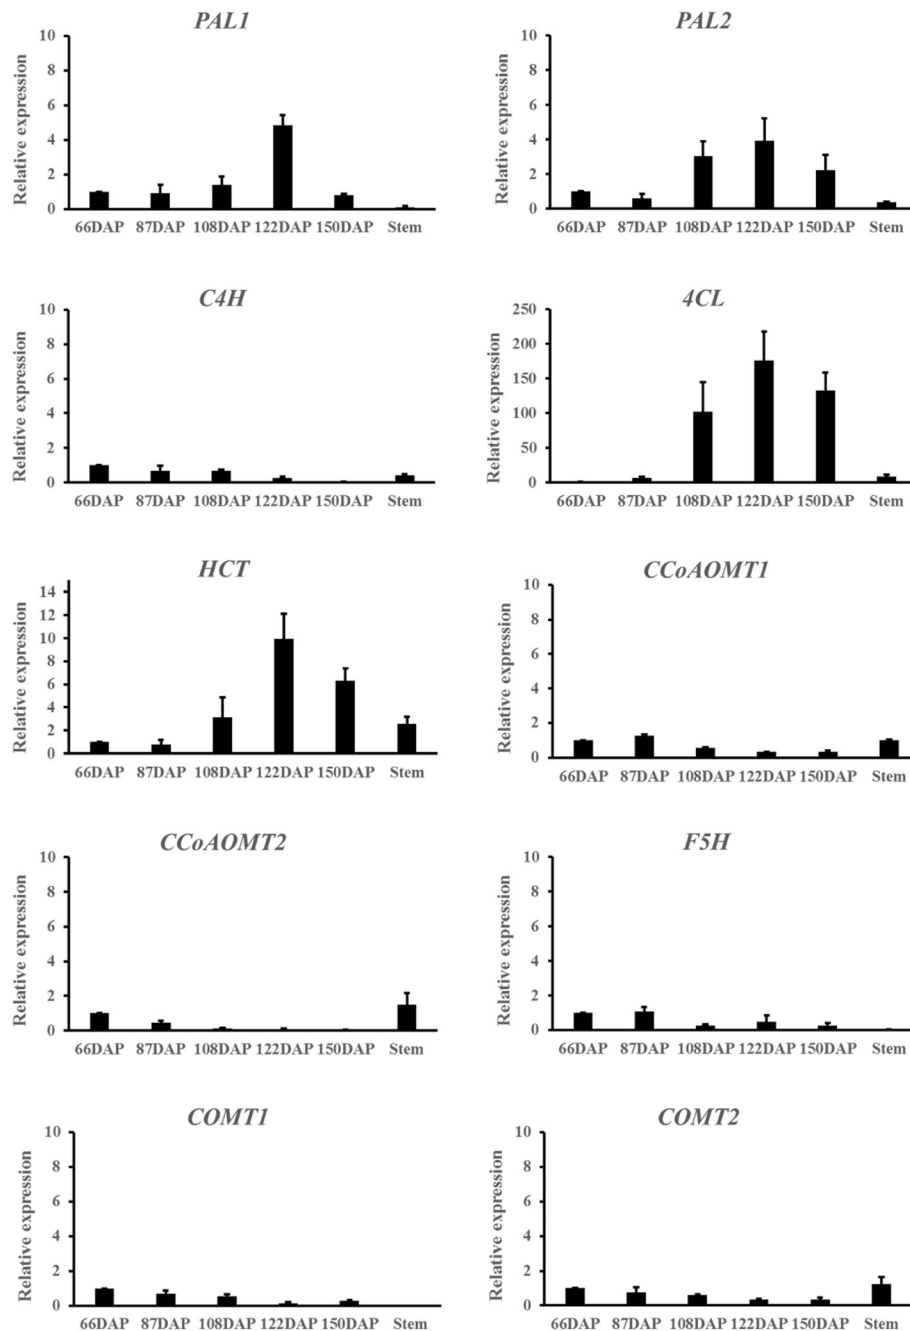 PAL1
Relative expression
10
8
6
4
2
0
66DAP 87DAP 108DAP 122DAP 150DAP Stem
PAL2
Relative expression
10
8
6
4
2
0
66DAP 87DAP 108DAP 122DAP 150DAP Stem
C4H
Relative expression
10
8
6
4
2
0
66DAP 87DAP 108DAP 122DAP 150DAP Stem
4CL
Relative expression
250
200
150
100
50
0
66DAP 87DAP 108DAP 122DAP 150DAP Stem
HCT
Relative expression
14
12
10
8
6
4
2
0
66DAP 87DAP 108DAP 122DAP 150DAP Stem
CCoAOMT1
Relative expression
10
8
6
4
2
0
66DAP 87DAP 108DAP 122DAP 150DAP Stem
CCoAOMT2
Relative expression
10
8
6
4
2
0
66DAP 87DAP 108DAP 122DAP 150DAP Stem
F5H
Relative expression
10
8
6
4
2
0
66DAP 87DAP 108DAP 122DAP 150DAP Stem
COMT1
Relative expression
10
8
6
4
2
0
66DAP 87DAP 108DAP 122DAP 150DAP Stem
COMT2
Relative expression
10
8
6
4
2
0
66DAP 87DAP 108DAP 122DAP 150DAP Stem